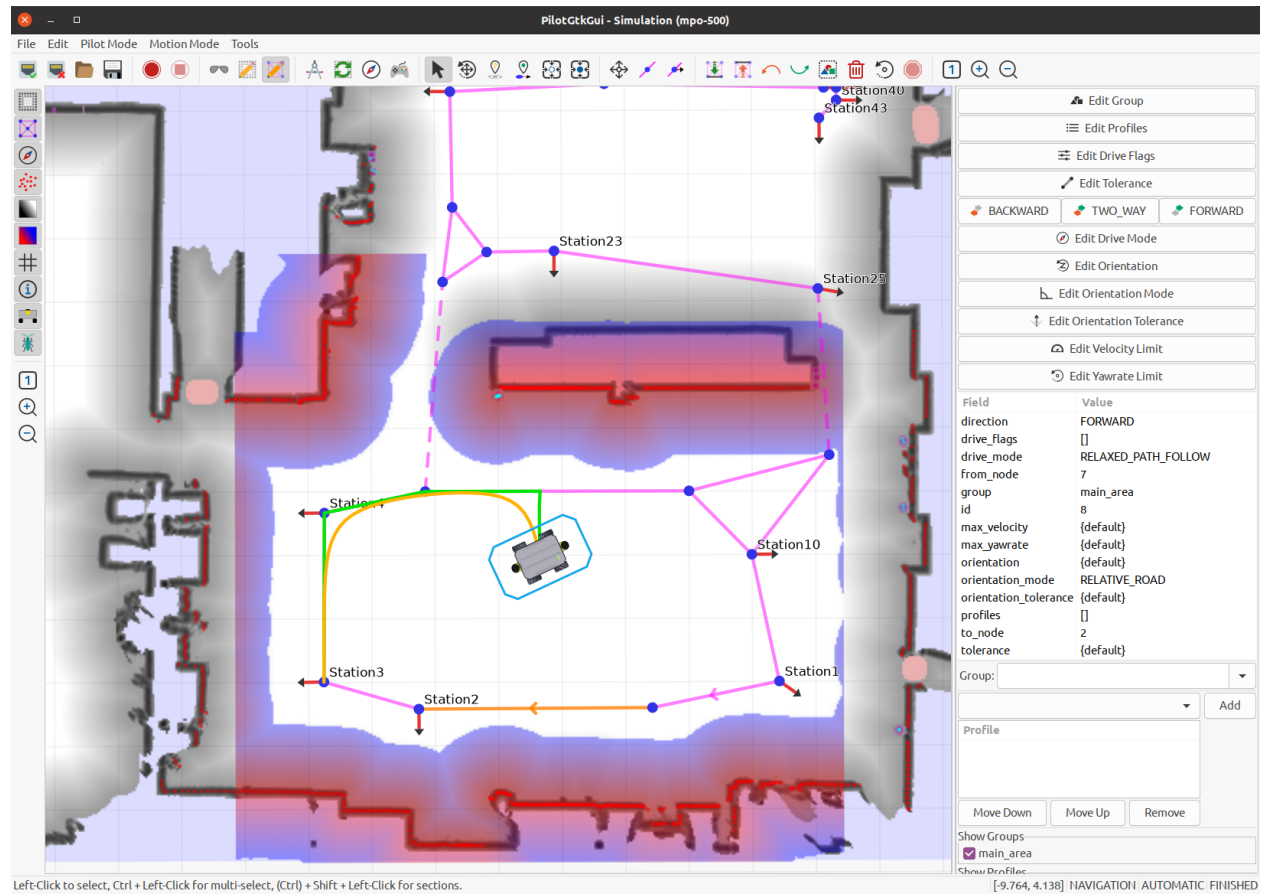 PilotGtkGui - Simulation (mpo-500)
File Edit Pilot Mode Motion Mode Tools
1
1
Station40
Station43
Station23
Station25
Station10
Station3
Station1
Station2
Edit Group
Edit Profiles
Edit Drive Flags
Edit Tolerance
BACKWARD TWO_WAY FORWARD
Edit Drive Mode
Edit Orientation
Edit Orientation Mode
Edit Orientation Tolerance
Edit Velocity Limit
Edit Yawrate Limit
Field Value
direction FORWARD
drive_flags []
drive_mode RELAXED_PATH_FOLLOW
from_node 7
group main_area
id 8
max_velocity {default}
max_yawrate {default}
orientation {default}
orientation_mode RELATIVE_ROAD
orientation_tolerance {default}
profiles []
to_node 2
tolerance {default}
Group:
Add
Profile
Move Down Move Up Remove
Show Groups
main_area
Show Profiles
Left-Click to select, Ctrl + Left-Click for multi-select, (Ctrl) + Shift + Left-Click for sections. [-9.764, 4.138] NAVIGATION AUTOMATIC FINISHED